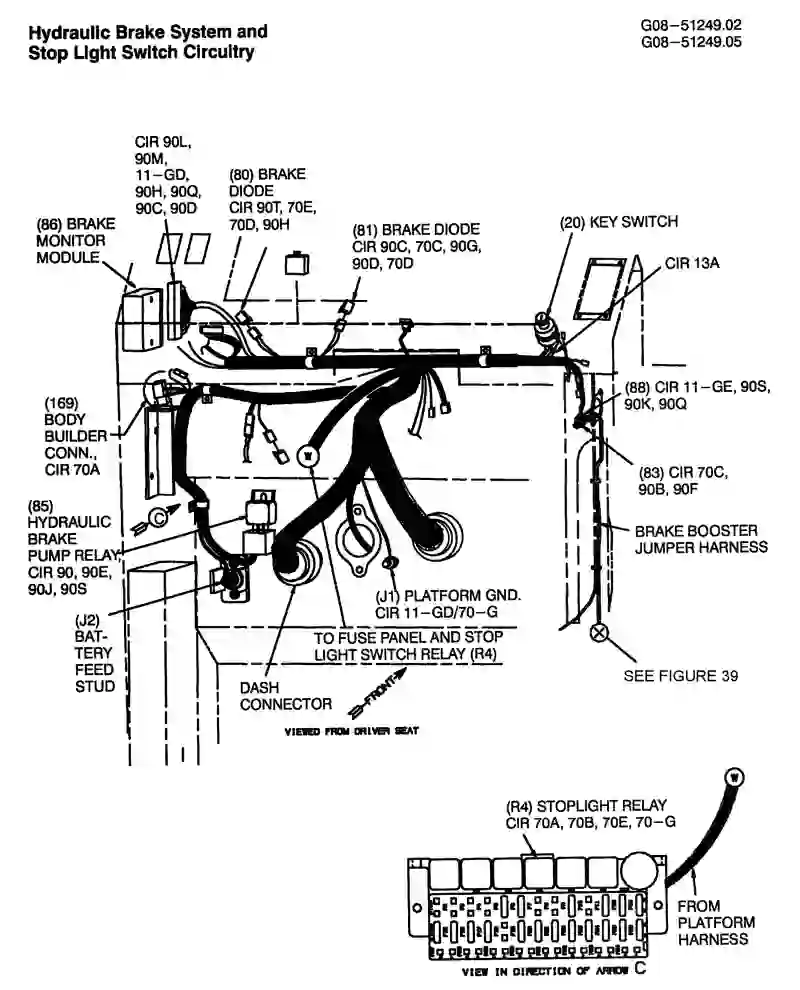 Hydraulic Brake System and
Stop Light Switch Circuitry
G08-51249.02
G08-51249.05
CIR 90L,
90M,
11-GD,
90H, 90Q,
90C, 90D
(80) BRAKE
DIODE
CIR 90T, 70E,
70D, 90H
(86) BRAKE
MONITOR
MODULE
(81) BRAKE DIODE
CIR 90C, 70C, 90G,
90D, 70D
(20) KEY SWITCH
CIR 13A
(88) CIR 11-GE, 90S,
90K, 90Q
(169)
BODY
BUILDER
CONN.,
CIR 70A
W
(83) CIR 70C,
90B, 90F
C
(85)
HYDRAULIC
BRAKE
PUMP RELAY,
CIR 90, 90E,
90J, 90S
BRAKE BOOSTER
JUMPER HARNESS
(J1) PLATFORM GND.
CIR 11-GD/70-G
(J2)
BAT-
TERY
FEED
STUD
TO FUSE PANEL AND STOP
LIGHT SWITCH RELAY (R4)
SEE FIGURE 39
DASH
CONNECTOR
FRONT
VIEWED FROM DRIVER SEAT
W
(R4) STOPLIGHT RELAY
CIR 70A, 70B, 70E, 70-G
FROM
PLATFORM
HARNESS
VIEW IN DIRECTION OF ARROW C